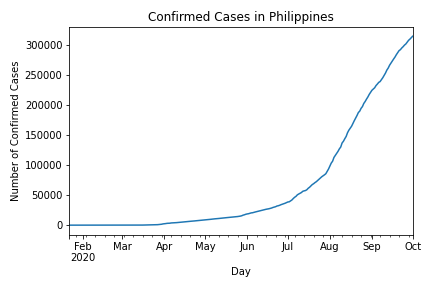 Confirmed Cases in Philippines
Number of Confirmed Cases
300000
250000
200000
150000
100000
50000
0
Feb Mar Apr May Jun Jul Aug Sep Oct
2020
Day